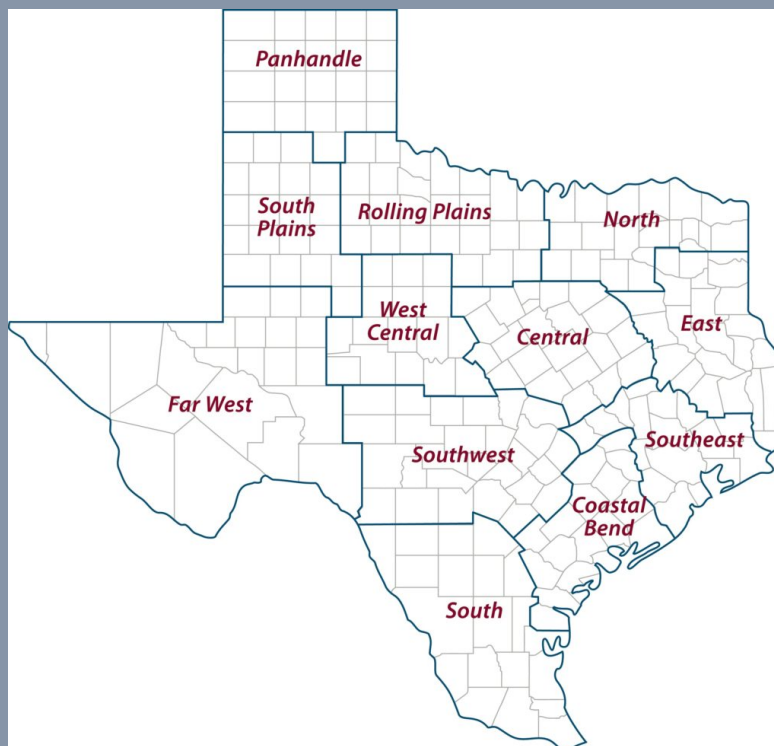 Panhandle
South
Plains
Rolling Plains
North
West
Central
Central
East
Far West
Southwest
Southeast
Coastal
Bend
South